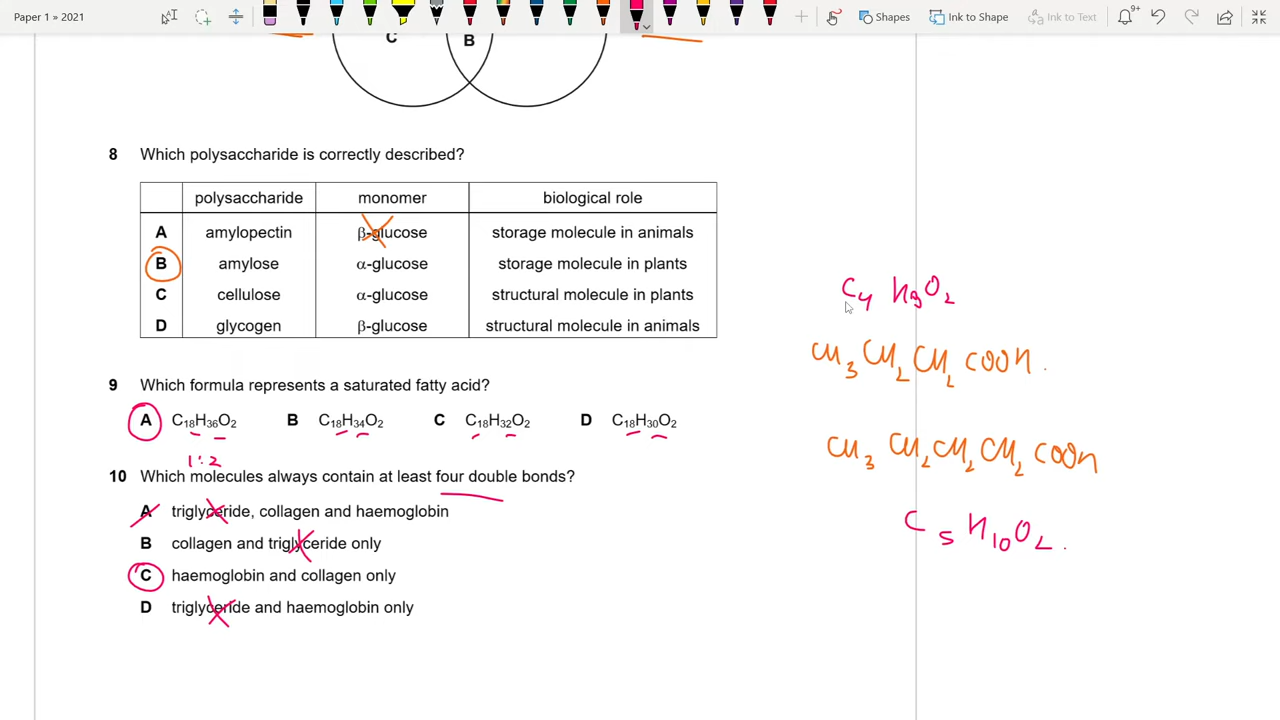 Paper 1 » 2021
Shapes
Ink to Shape
Ink to Text
9+
C
B
8 Which polysaccharide is correctly described?
polysaccharide monomer biological role
A amylopectin β-glucose storage molecule in animals
B amylose α-glucose storage molecule in plants
C cellulose α-glucose structural molecule in plants
D glycogen β-glucose structural molecule in animals
9 Which formula represents a saturated fatty acid?
A C18H36O2 B C18H34O2 C C18H32O2 D C18H30O2
1:2
10 Which molecules always contain at least four double bonds?
A triglyceride, collagen and haemoglobin
B collagen and triglyceride only
C haemoglobin and collagen only
D triglyceride and haemoglobin only
C4 H8O2
CH3 CH2 CH2 COOH.
CH3 CH2 CH2 CH2 COOH
C5 H10O2.